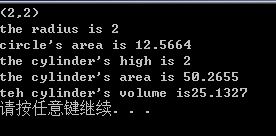 (2,2)
the radius is 2
circle's area is 12.5664
the cylinder's high is 2
the cylinder's area is 50.2655
teh cylinder's volume is25.1327
请按任意键继续. . .